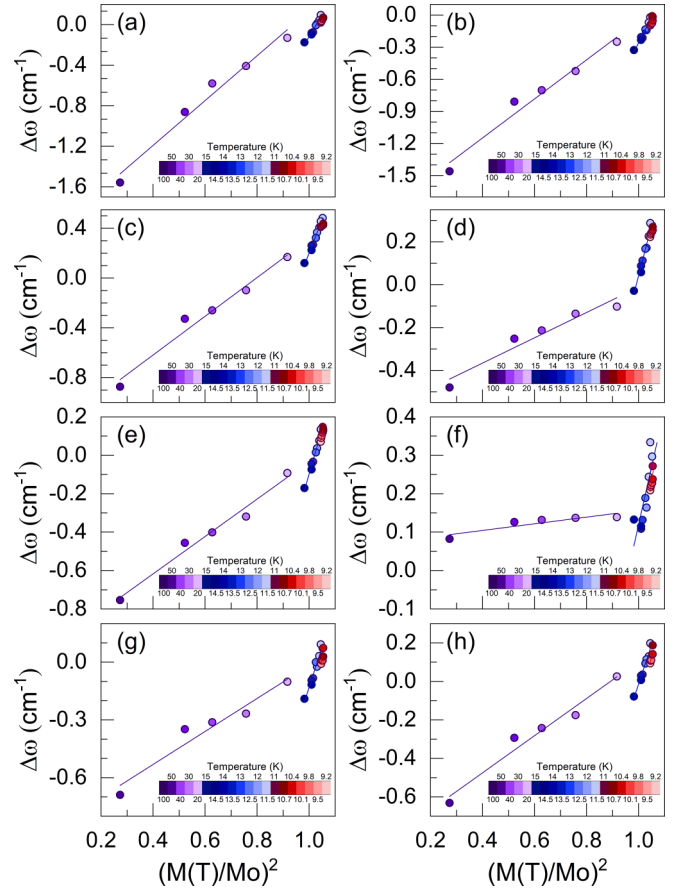 (a)
0.0
-0.4
-0.8
-1.2
-1.6
Δω (cm⁻¹)
Temperature (K)
50 30 15 14 13 12 11 10.4 9.8 9.2
100 40 20 14.5 13.5 12.5 11.5 10.7 10.1 9.5
(b)
0.0
-0.3
-0.6
-0.9
-1.2
-1.5
Δω (cm⁻¹)
Temperature (K)
50 30 15 14 13 12 11 10.4 9.8 9.2
100 40 20 14.5 13.5 12.5 11.5 10.7 10.1 9.5
(c)
0.4
0.0
-0.4
-0.8
Δω (cm⁻¹)
Temperature (K)
50 30 15 14 13 12 11 10.4 9.8 9.2
100 40 20 14.5 13.5 12.5 11.5 10.7 10.1 9.5
(d)
0.2
0.0
-0.2
-0.4
Δω (cm⁻¹)
Temperature (K)
50 30 15 14 13 12 11 10.4 9.8 9.2
100 40 20 14.5 13.5 12.5 11.5 10.7 10.1 9.5
(e)
0.2
0.0
-0.2
-0.4
-0.6
-0.8
Δω (cm⁻¹)
Temperature (K)
50 30 15 14 13 12 11 10.4 9.8 9.2
100 40 20 14.5 13.5 12.5 11.5 10.7 10.1 9.5
(f)
0.4
0.3
0.2
0.1
0.0
-0.1
Δω (cm⁻¹)
Temperature (K)
50 30 15 14 13 12 11 10.4 9.8 9.2
100 40 20 14.5 13.5 12.5 11.5 10.7 10.1 9.5
(g)
0.0
-0.3
-0.6
Δω (cm⁻¹)
Temperature (K)
50 30 15 14 13 12 11 10.4 9.8 9.2
100 40 20 14.5 13.5 12.5 11.5 10.7 10.1 9.5
0.2 0.4 0.6 0.8 1.0
(M(T)/Mo)²
(h)
0.2
0.0
-0.2
-0.4
-0.6
Δω (cm⁻¹)
Temperature (K)
50 30 15 14 13 12 11 10.4 9.8 9.2
100 40 20 14.5 13.5 12.5 11.5 10.7 10.1 9.5
0.2 0.4 0.6 0.8 1.0
(M(T)/Mo)²